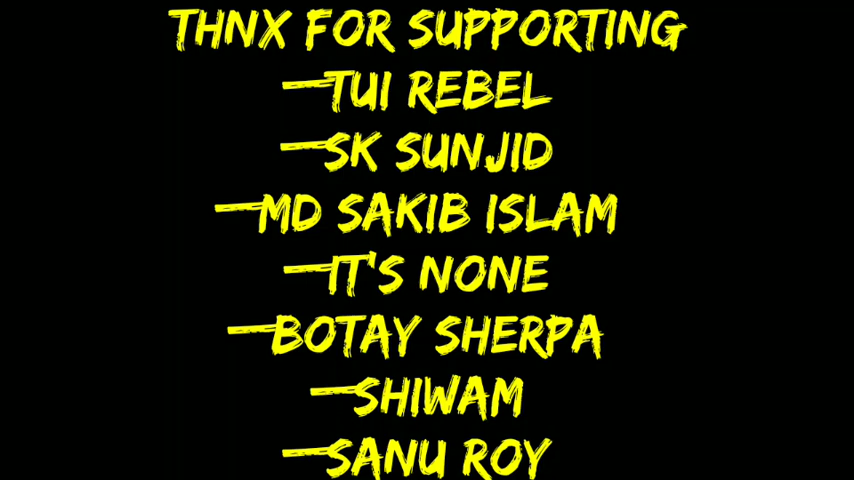 THNX FOR SUPPORTING
—TUI REBEL
—SK SUNJID
—MD SAKIB ISLAM
—IT'S NONE
—BOTAY SHERPA
—SHIWAM
—SANU ROY